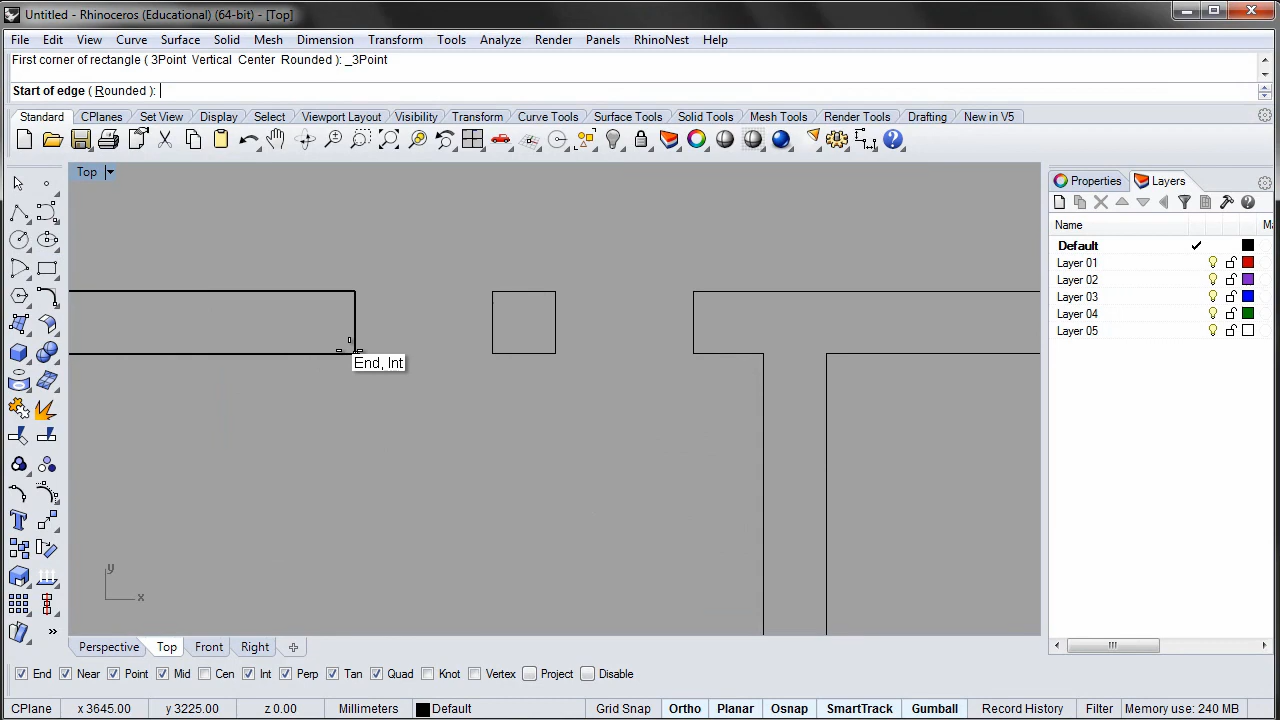 Untitled - Rhinoceros (Educational) (64-bit) - [Top]
File Edit View Curve Surface Solid Mesh Dimension Transform Tools Analyze Render Panels RhinoNest Help
First corner of rectangle ( 3Point Vertical Center Rounded ): _3Point
Start of edge ( Rounded ):
Standard CPlanes Set View Display Select Viewport Layout Visibility Transform Curve Tools Surface Tools Solid Tools Mesh Tools Render Tools Drafting New in V5
Top
Properties Layers
Name
Default
Layer 01
Layer 02
Layer 03
Layer 04
Layer 05
End, Int
y
x
Perspective Top Front Right
End Near Point Mid Cen Int Perp Tan Quad Knot Vertex Project Disable
CPlane x 3645.00 y 3225.00 z 0.00 Millimeters Default Grid Snap Ortho Planar Osnap SmartTrack Gumball Record History Filter Memory use: 240 MB